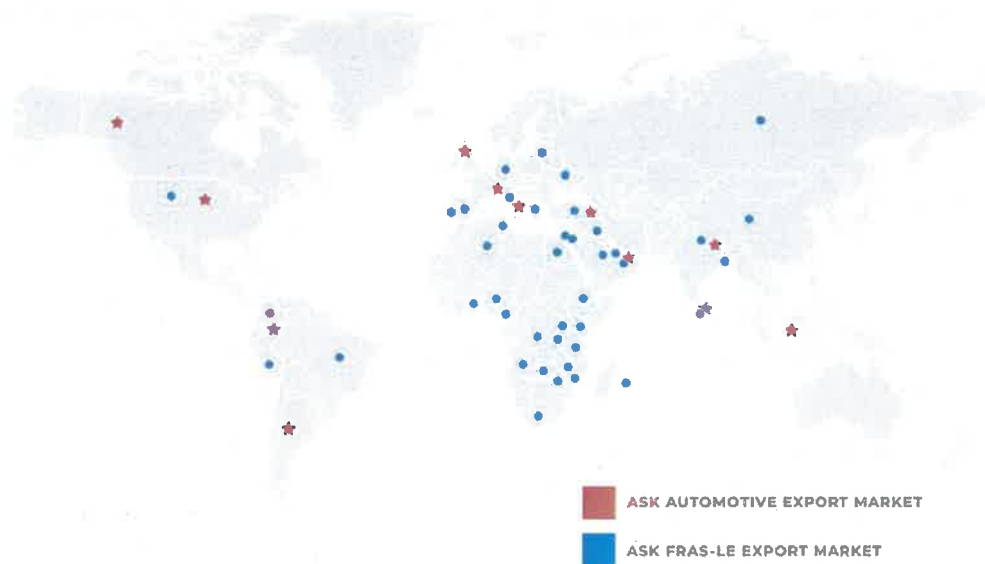 ASK AUTOMOTIVE EXPORT MARKET
ASK FRAS-LE EXPORT MARKET